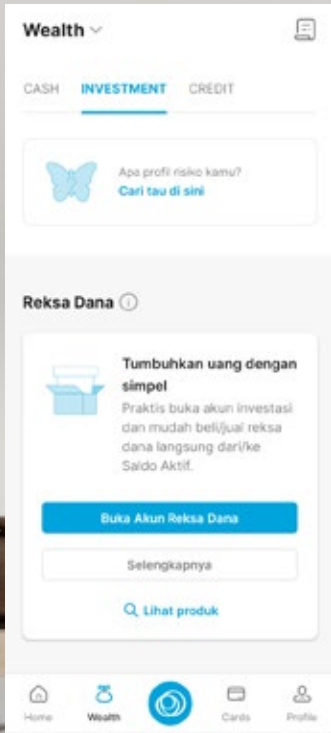 Wealth
CASH INVESTMENT CREDIT
Apa profil risiko kamu?
Cari tau di sini
Reksa Dana
Tumbuhkan uang dengan
simpel
Praktis buka akun investasi
dan mudah beli/jual reksa
dana langsung dari/ke
Saldo Aktif.
Buka Akun Reksa Dana
Selengkapnya
Lihat produk
Home Wealth Cards Profile